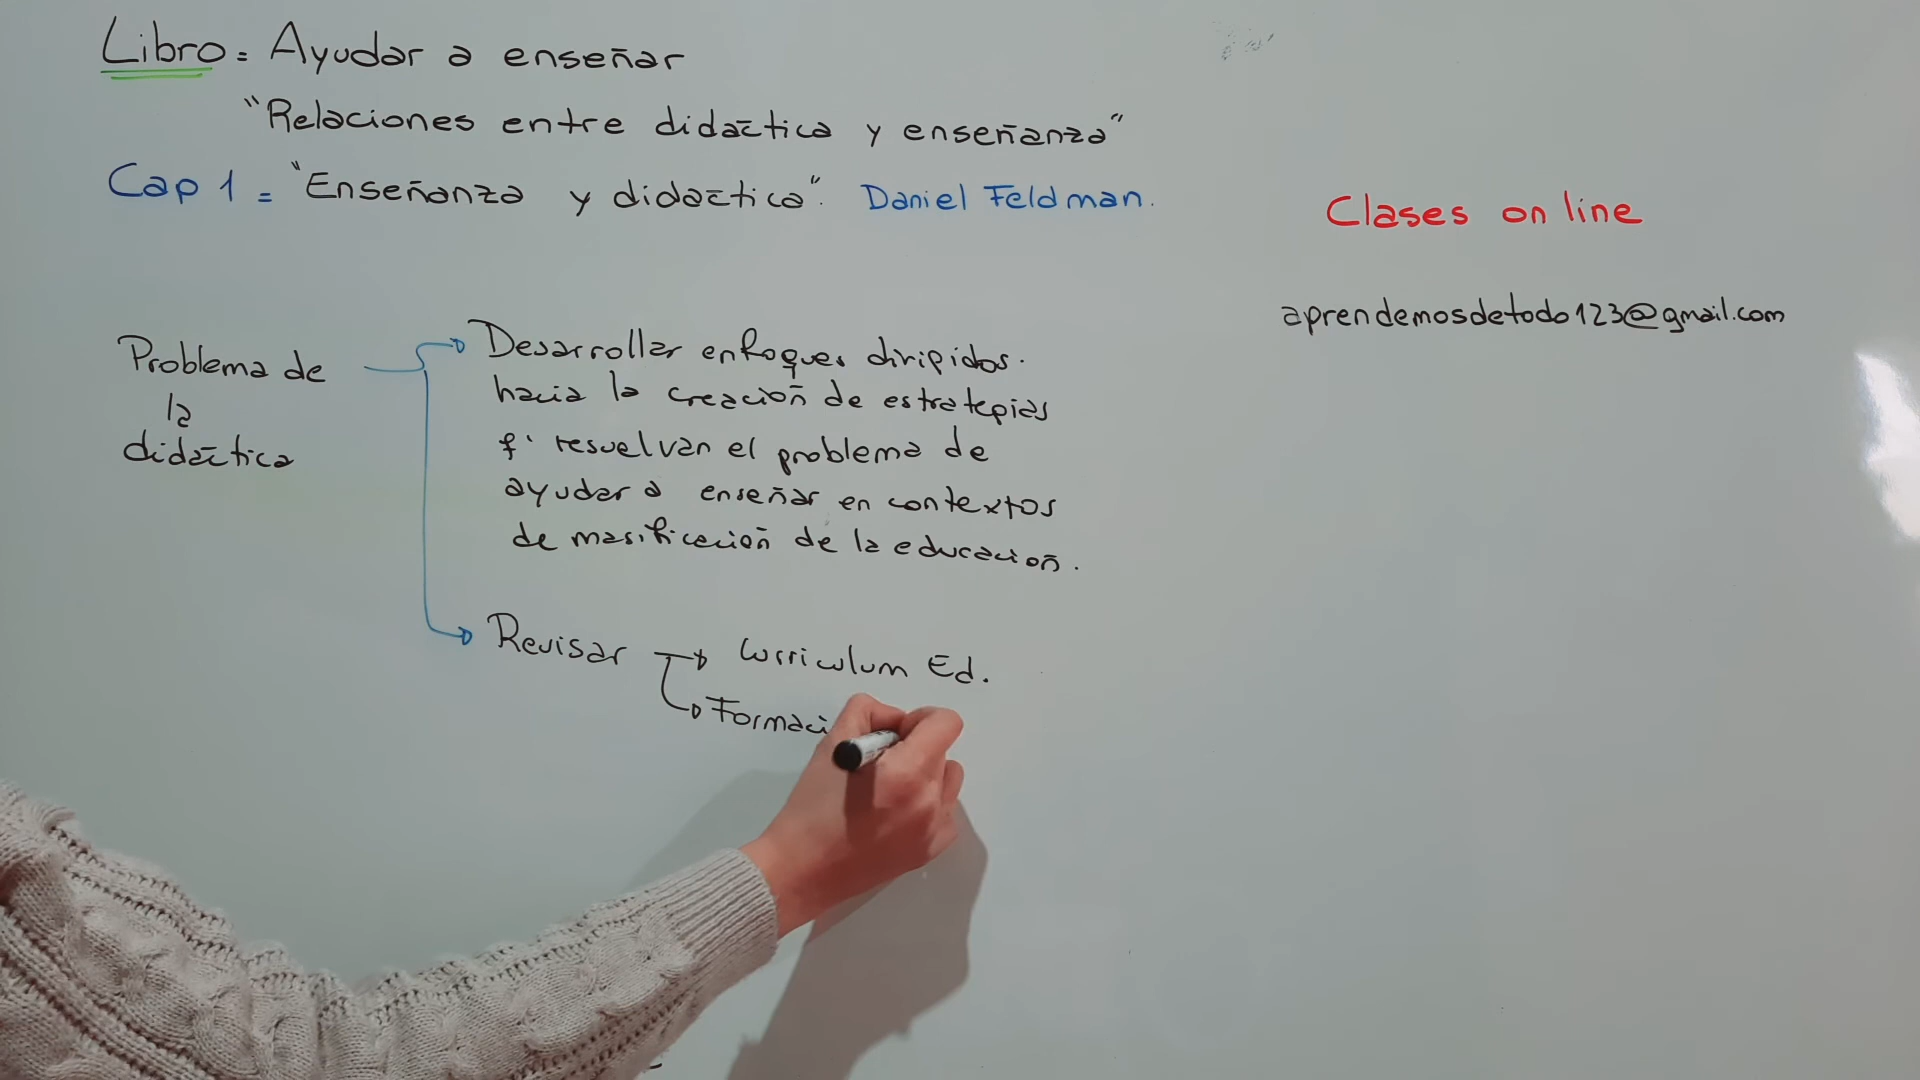 Libro = Ayudar a enseñar
"Relaciones entre didáctica y enseñanza"
Cap 1 = "Enseñanza y didáctica". Daniel Feldman.
Clases on line
aprendemosdetodo123@gmail.com
Problema de
la
didáctica
Desarrollar enfoques dirigidos.
hacia la creación de estrategias
q' resuelvan el problema de
ayudar a enseñar en contextos
de masificación de la educación.
Revisar → Curriculum Ed.
Formaci